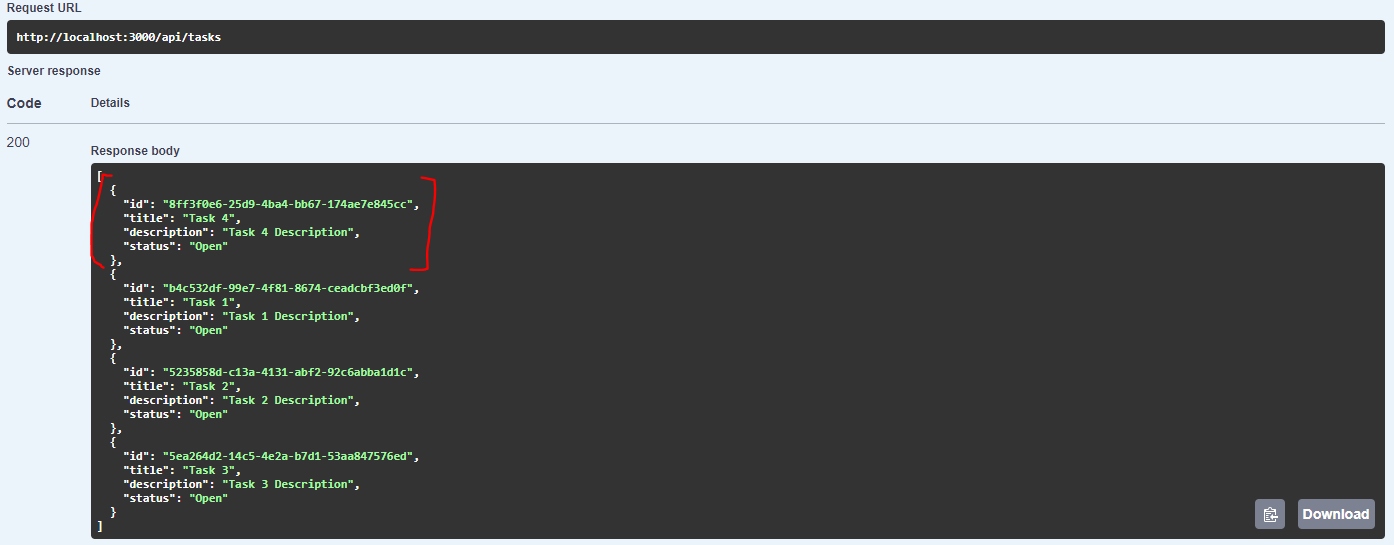 Request URL
http://localhost:3000/api/tasks
Server response
Code Details
200
Response body
[
{
"id": "8ff3f0e6-25d9-4ba4-bb67-174ae7e845cc",
"title": "Task 4",
"description": "Task 4 Description",
"status": "Open"
},
{
"id": "b4c532df-99e7-4f81-8674-ceadcbf3ed0f",
"title": "Task 1",
"description": "Task 1 Description",
"status": "Open"
},
{
"id": "5235858d-c13a-4131-abf2-92c6abba1d1c",
"title": "Task 2",
"description": "Task 2 Description",
"status": "Open"
},
{
"id": "5ea264d2-14c5-4e2a-b7d1-53aa847576ed",
"title": "Task 3",
"description": "Task 3 Description",
"status": "Open"
}
]
Download